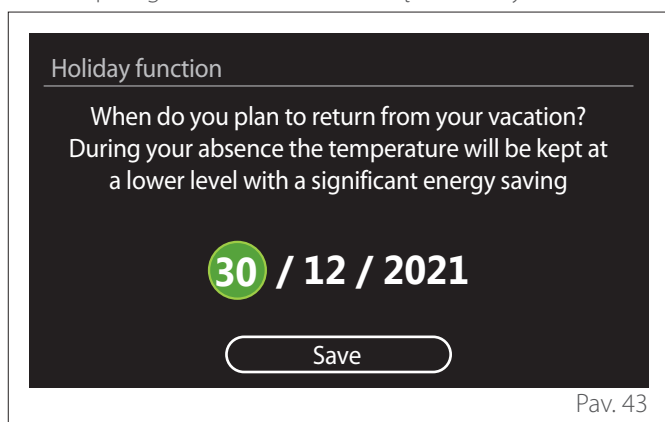 Holiday function
When do you plan to return from your vacation?
During your absence the temperature will be kept at
a lower level with a significant energy saving
30 / 12 / 2021
Save
Pav. 43